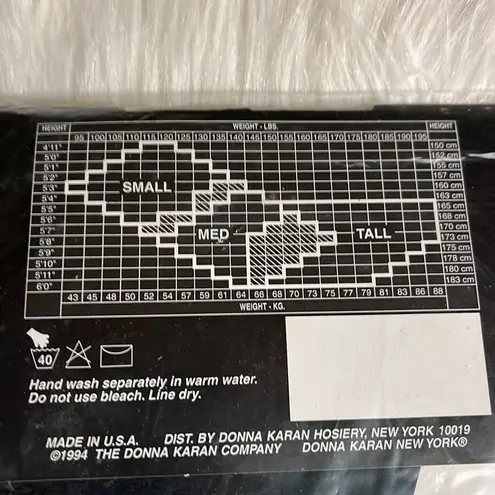 HEIGHT WEIGHT - LBS. HEIGHT
95 100 105 110 115 120 125 130 135 140 145 150 155 160 165 170 175 180 185 190 195
4'11" 150 cm
5'0" 152 cm
5'1" 155 cm
5'2" 157 cm
5'3" SMALL 160 cm
5'4" 163 cm
5'5" 165 cm
5'6" 168 cm
5'7" MED TALL 170 cm
5'8" 173 cm
5'9" 175 cm
5'10" 178 cm
5'11" 180 cm
6'0" 183 cm
43 45 48 50 52 54 57 59 61 64 66 68 70 72 75 77 79 81 83 86 88
WEIGHT - KG.
40
Hand wash separately in warm water.
Do not use bleach. Line dry.
MADE IN U.S.A. DIST. BY DONNA KARAN HOSIERY, NEW YORK 10019
©1994 THE DONNA KARAN COMPANY DONNA KARAN NEW YORK®